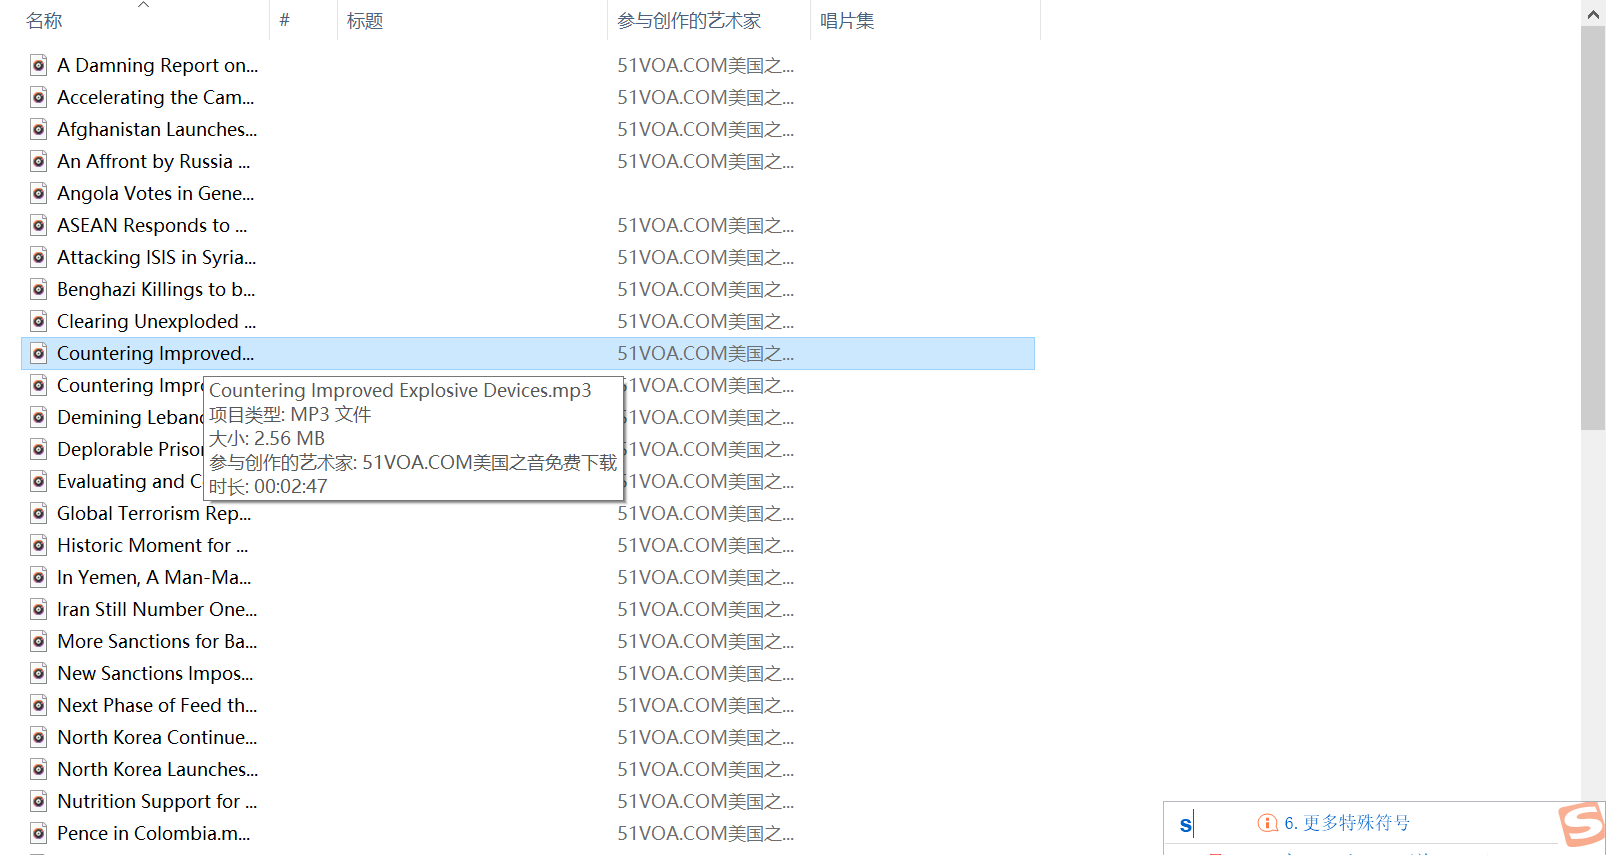 名称 # 标题 参与创作的艺术家 唱片集
A Damning Report on... 51VOA.COM美国之...
Accelerating the Cam... 51VOA.COM美国之...
Afghanistan Launches... 51VOA.COM美国之...
An Affront by Russia ... 51VOA.COM美国之...
Angola Votes in Gene...
ASEAN Responds to ... 51VOA.COM美国之...
Attacking ISIS in Syria... 51VOA.COM美国之...
Benghazi Killings to b... 51VOA.COM美国之...
Clearing Unexploded ... 51VOA.COM美国之...
Countering Improved... 51VOA.COM美国之...
Countering Impro 51VOA.COM美国之...
Countering Improved Explosive Devices.mp3
项目类型: MP3 文件
大小: 2.56 MB
参与创作的艺术家: 51VOA.COM美国之音免费下载
时长: 00:02:47
Demining Lebano 1VOA.COM美国之...
Deplorable Prison 1VOA.COM美国之...
Evaluating and C 51VOA.COM美国之...
Global Terrorism Rep... 51VOA.COM美国之...
Historic Moment for ... 51VOA.COM美国之...
In Yemen, A Man-Ma... 51VOA.COM美国之...
Iran Still Number One... 51VOA.COM美国之...
More Sanctions for Ba... 51VOA.COM美国之...
New Sanctions Impos... 51VOA.COM美国之...
Next Phase of Feed th... 51VOA.COM美国之...
North Korea Continue... 51VOA.COM美国之...
North Korea Launches... 51VOA.COM美国之...
Nutrition Support for ... 51VOA.COM美国之...
Pence in Colombia.m... 51VOA.COM美国之...
s 6. 更多特殊符号